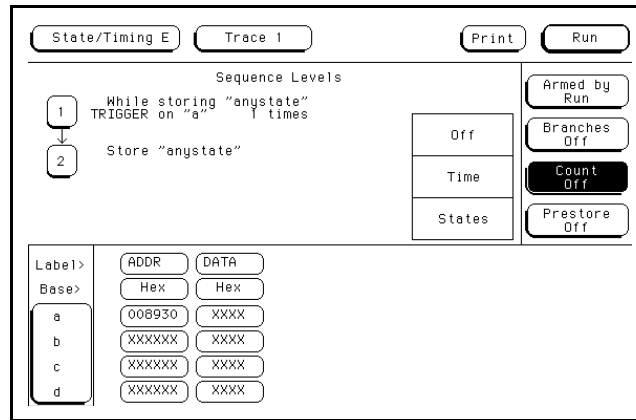 State/Timing E
Trace 1
Print
Run
Sequence Levels
1
While storing "anystate"
TRIGGER on "a" 1 times
2
Store "anystate"
Off
Time
States
Armed by
Run
Branches
Off
Count
Off
Prestore
Off
Label> ADDR DATA
Base> Hex Hex
a 008930 XXXX
b XXXXXX XXXX
c XXXXXX XXXX
d XXXXXX XXXX